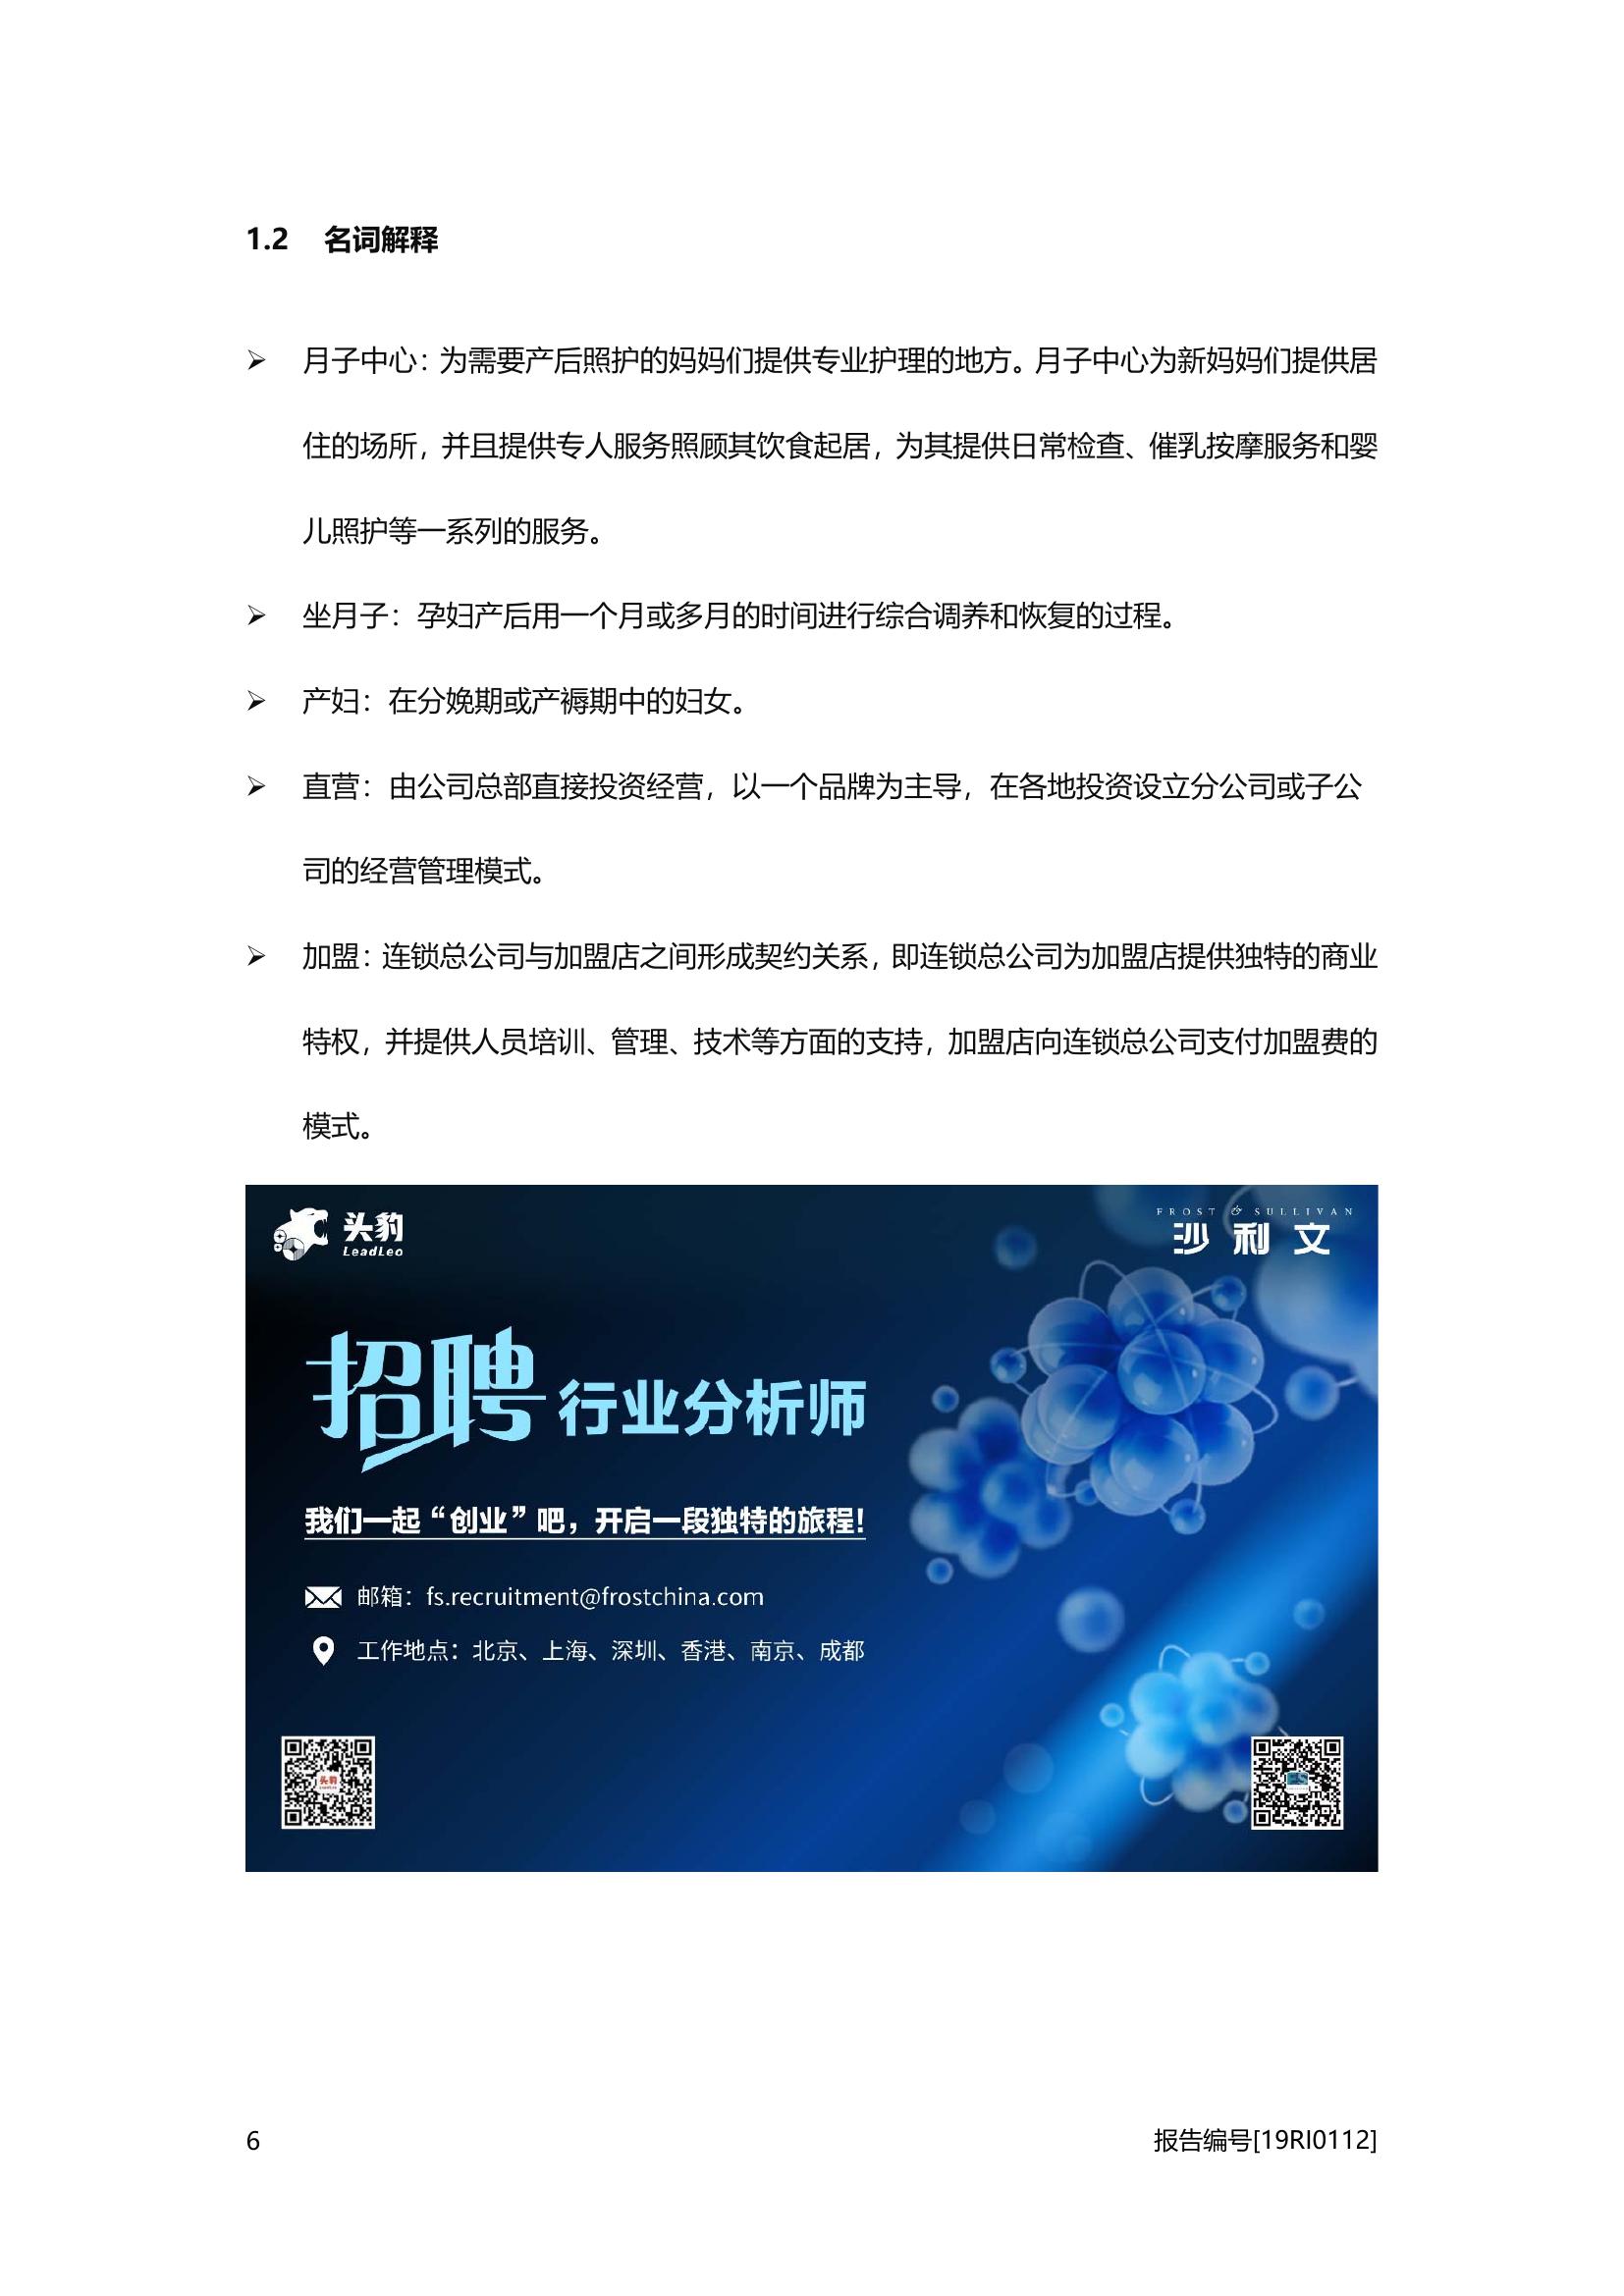 1.2 名词解释
➢ 月子中心：为需要产后照护的妈妈们提供专业护理的地方。月子中心为新妈妈们提供居
住的场所，并且提供专人服务照顾其饮食起居，为其提供日常检查、催乳按摩服务和婴
儿照护等一系列的服务。
➢ 坐月子：孕妇产后用一个月或多月的时间进行综合调养和恢复的过程。
➢ 产妇：在分娩期或产褥期中的妇女。
➢ 直营：由公司总部直接投资经营，以一个品牌为主导，在各地投资设立分公司或子公
司的经营管理模式。
➢ 加盟：连锁总公司与加盟店之间形成契约关系，即连锁总公司为加盟店提供独特的商业
特权，并提供人员培训、管理、技术等方面的支持，加盟店向连锁总公司支付加盟费的
模式。
头豹
LeadLeo
FROST & SULLIVAN
沙利文
招聘 行业分析师
我们一起“创业”吧，开启一段独特的旅程！
邮箱：fs.recruitment@frostchina.com
工作地点：北京、上海、深圳、香港、南京、成都
头豹
6
报告编号[19RI0112]